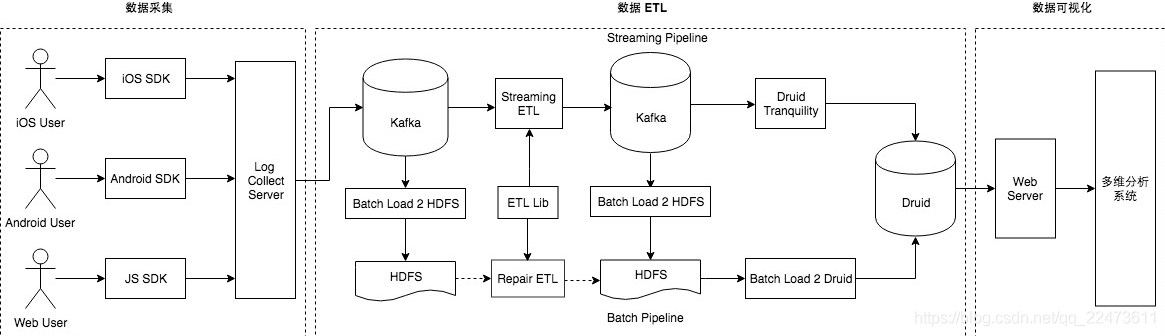 数据采集
数据 ETL
数据可视化
Streaming Pipeline
iOS User
iOS SDK
Android User
Android SDK
Web User
JS SDK
Log
Collect
Server
Kafka
Streaming
ETL
Kafka
Druid
Tranquility
Batch Load 2 HDFS
ETL Lib
Batch Load 2 HDFS
HDFS
Repair ETL
HDFS
Batch Load 2 Druid
Batch Pipeline
Druid
Web
Server
多维分析
系统
https://blog.csdn.net/qq_22473611